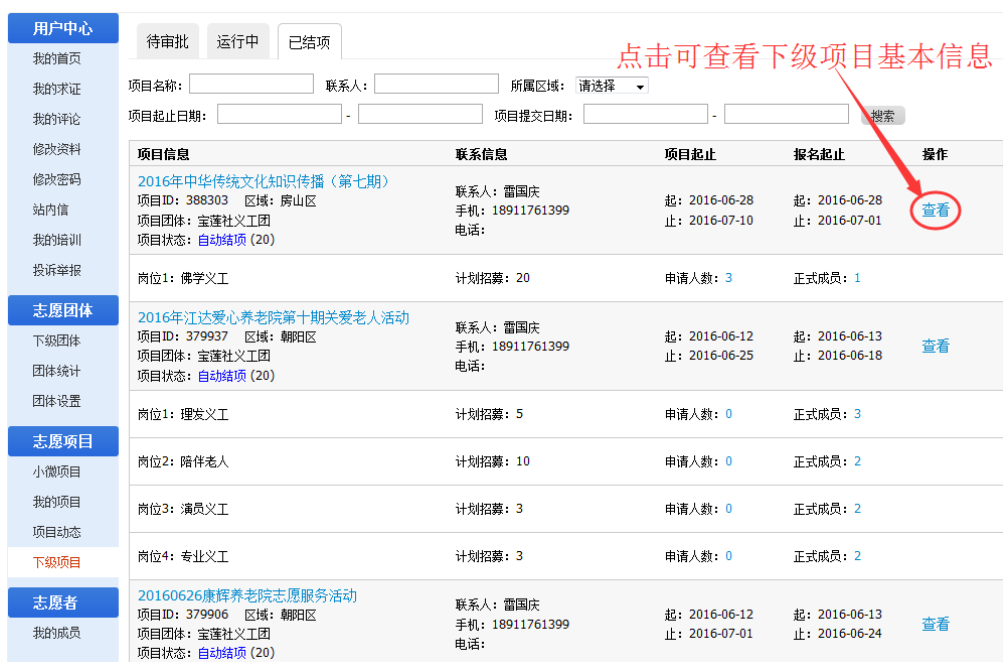 用户中心
我的首页
我的求证
我的评论
修改资料
修改密码
站内信
我的培训
投诉举报
志愿团体
下级团体
团体统计
团体设置
志愿项目
小微项目
我的项目
项目动态
下级项目
志愿者
我的成员
待审批 运行中 已结项
点击可查看下级项目基本信息
项目名称： 联系人： 所属区域： 请选择
项目起止日期： - 项目提交日期： - 搜索
项目信息 联系信息 项目起止 报名起止 操作
2016年中华传统文化知识传播（第七期）
项目ID：388303 区域：房山区
项目团体：宝莲社义工团
项目状态：自动结项 (20)
联系人：雷国庆
手机：18911761399
电话：
起：2016-06-28
止：2016-07-10
起：2016-06-28
止：2016-07-01
查看
岗位1：佛学义工 计划招募：20 申请人数：3 正式成员：1
2016年江达爱心养老院第十期关爱老人活动
项目ID：379937 区域：朝阳区
项目团体：宝莲社义工团
项目状态：自动结项 (20)
联系人：雷国庆
手机：18911761399
电话：
起：2016-06-12
止：2016-06-25
起：2016-06-13
止：2016-06-18
查看
岗位1：理发义工 计划招募：5 申请人数：0 正式成员：3
岗位2：陪伴老人 计划招募：10 申请人数：0 正式成员：2
岗位3：演员义工 计划招募：3 申请人数：0 正式成员：2
岗位4：专业义工 计划招募：3 申请人数：0 正式成员：2
20160626康辉养老院志愿服务活动
项目ID：379906 区域：朝阳区
项目团体：宝莲社义工团
项目状态：自动结项 (20)
联系人：雷国庆
手机：18911761399
电话：
起：2016-06-12
止：2016-07-01
起：2016-06-13
止：2016-06-24
查看